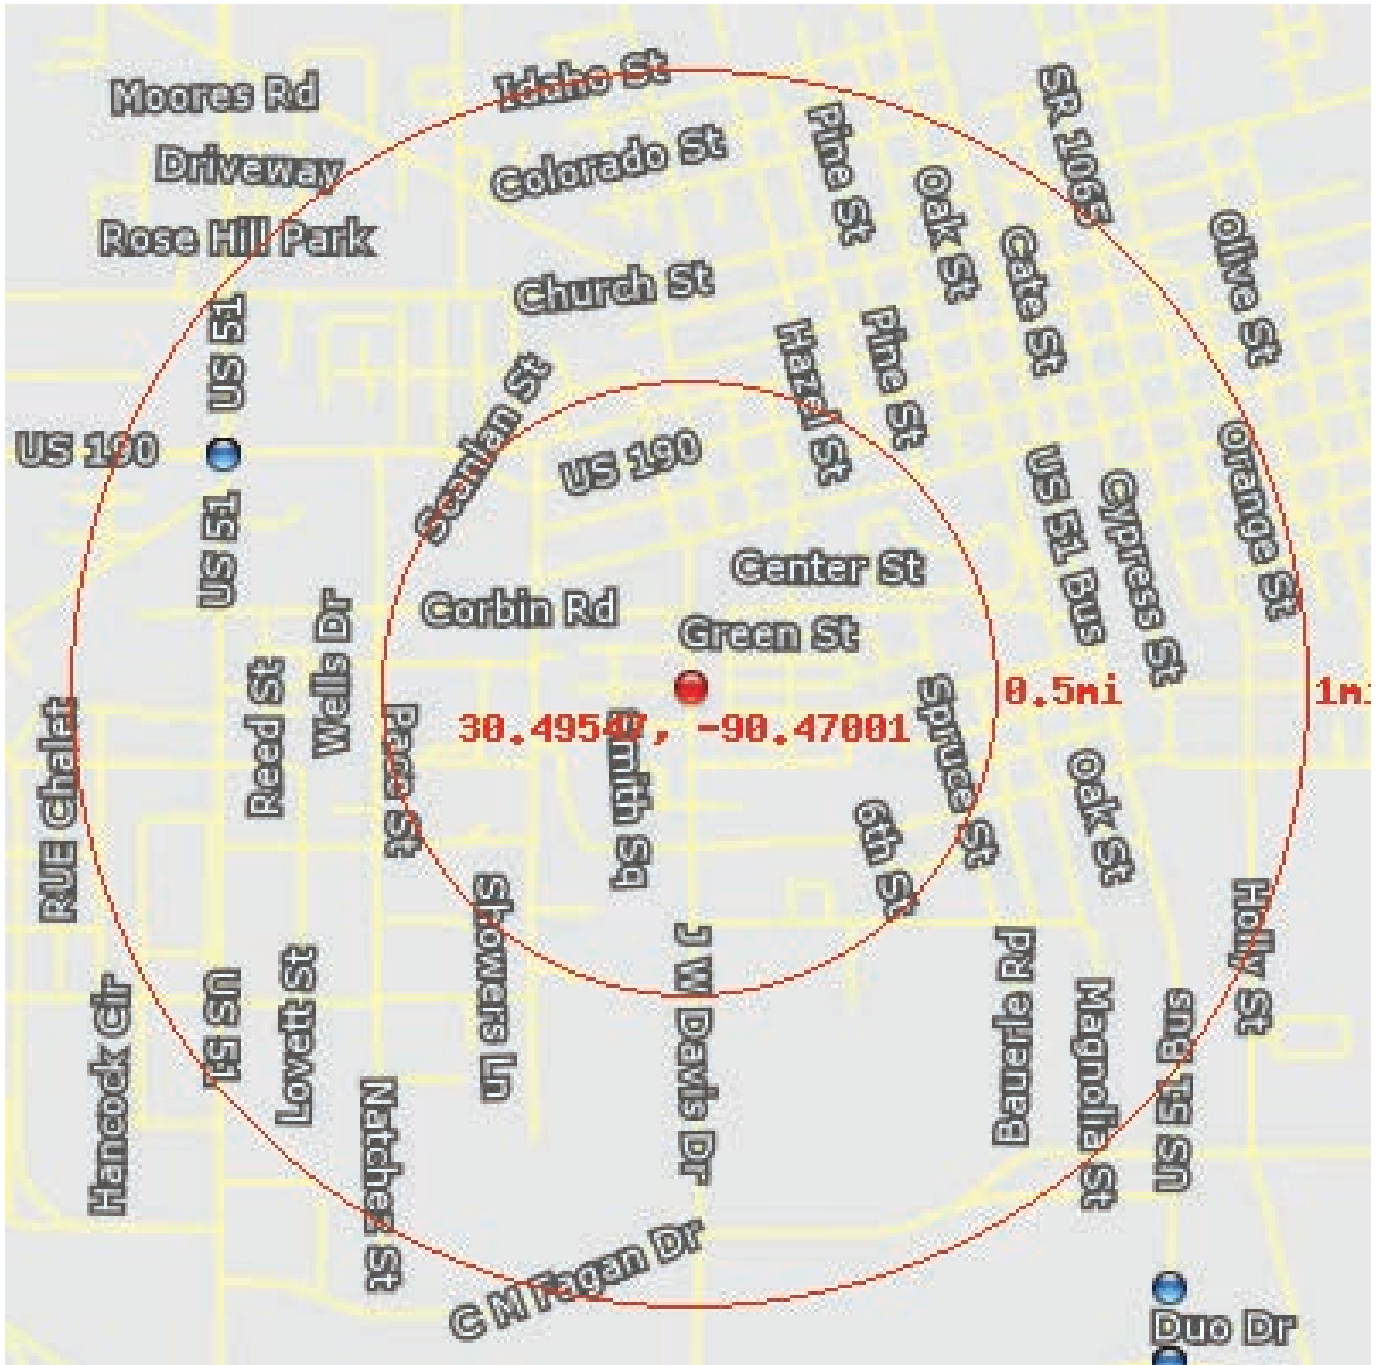 Moores Rd
Idaho St
SR 1065
Driveway
Colorado St
Pine St
Oak St
Rose Hill Park
Olive St
Cate St
Church St
US 51
Hazel St
Pine St
Scanlan St
US 190
US 190
Orange St
US 51 Bus
Cypress St
US 51
Center St
Corbin Rd
Green St
Wells Dr
Reed St
0.5mi
30.49547, -90.47001
RUE Chalet
Pace St
Smith Sq
Spruce St
Oak St
6th St
Showers Ln
Holly St
J W Davis Dr
Bauerle Rd
US 51
Lovett St
Hancock Cir
Magnolia St
US 51 Bus
Natchez St
C M Fagan Dr
Duo Dr